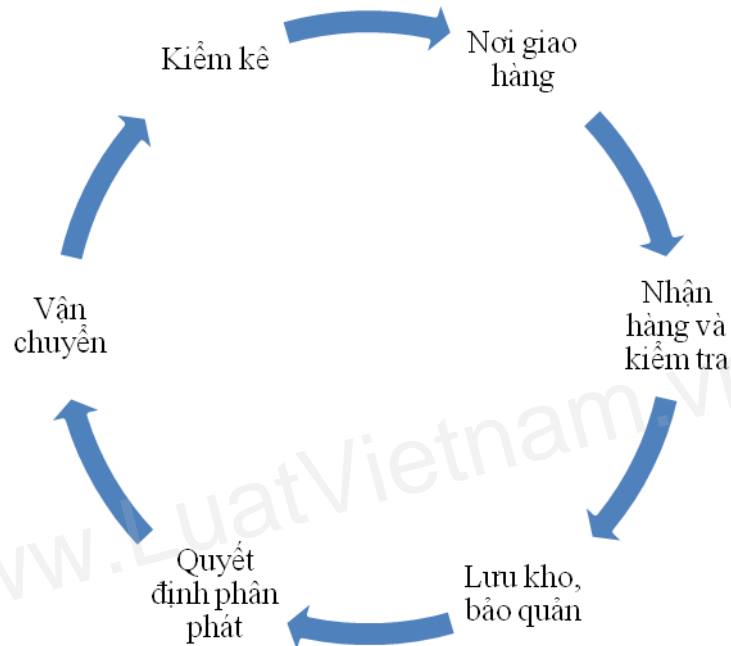 Kiểm kê
Nơi giao
hàng
Nhận
hàng và
kiểm tra
Lưu kho,
bảo quản
Quyết
định phân
phát
Vận
chuyển
www.LuatVietnam.vn